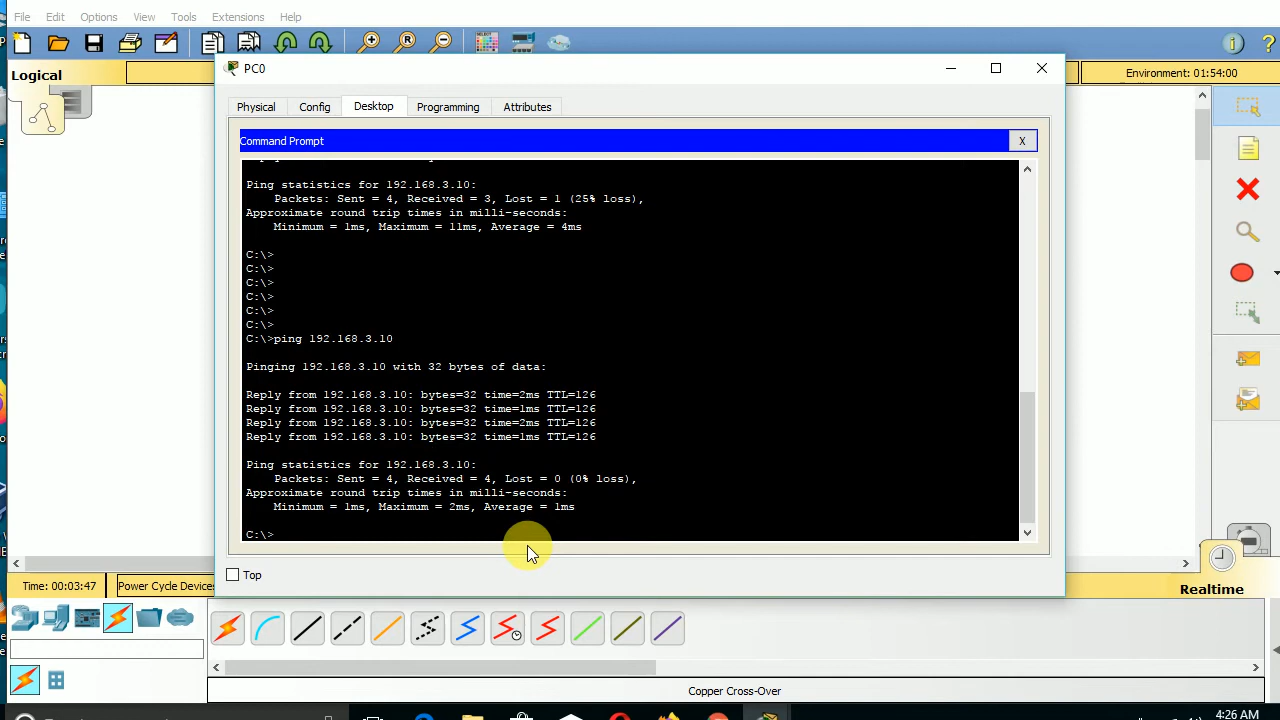 File Edit Options View Tools Extensions Help
Logical
Environment: 01:54:00
PC0
Physical Config Desktop Programming Attributes
Command Prompt X
Ping statistics for 192.168.3.10:
Packets: Sent = 4, Received = 3, Lost = 1 (25% loss),
Approximate round trip times in milli-seconds:
Minimum = 1ms, Maximum = 11ms, Average = 4ms
C:\>
C:\>
C:\>
C:\>
C:\>
C:\>
C:\>ping 192.168.3.10
Pinging 192.168.3.10 with 32 bytes of data:
Reply from 192.168.3.10: bytes=32 time=2ms TTL=126
Reply from 192.168.3.10: bytes=32 time=1ms TTL=126
Reply from 192.168.3.10: bytes=32 time=2ms TTL=126
Reply from 192.168.3.10: bytes=32 time=1ms TTL=126
Ping statistics for 192.168.3.10:
Packets: Sent = 4, Received = 4, Lost = 0 (0% loss),
Approximate round trip times in milli-seconds:
Minimum = 1ms, Maximum = 2ms, Average = 1ms
C:\>
Top
Time: 00:03:47 Power Cycle Devices
Realtime
Copper Cross-Over
4:26 AM